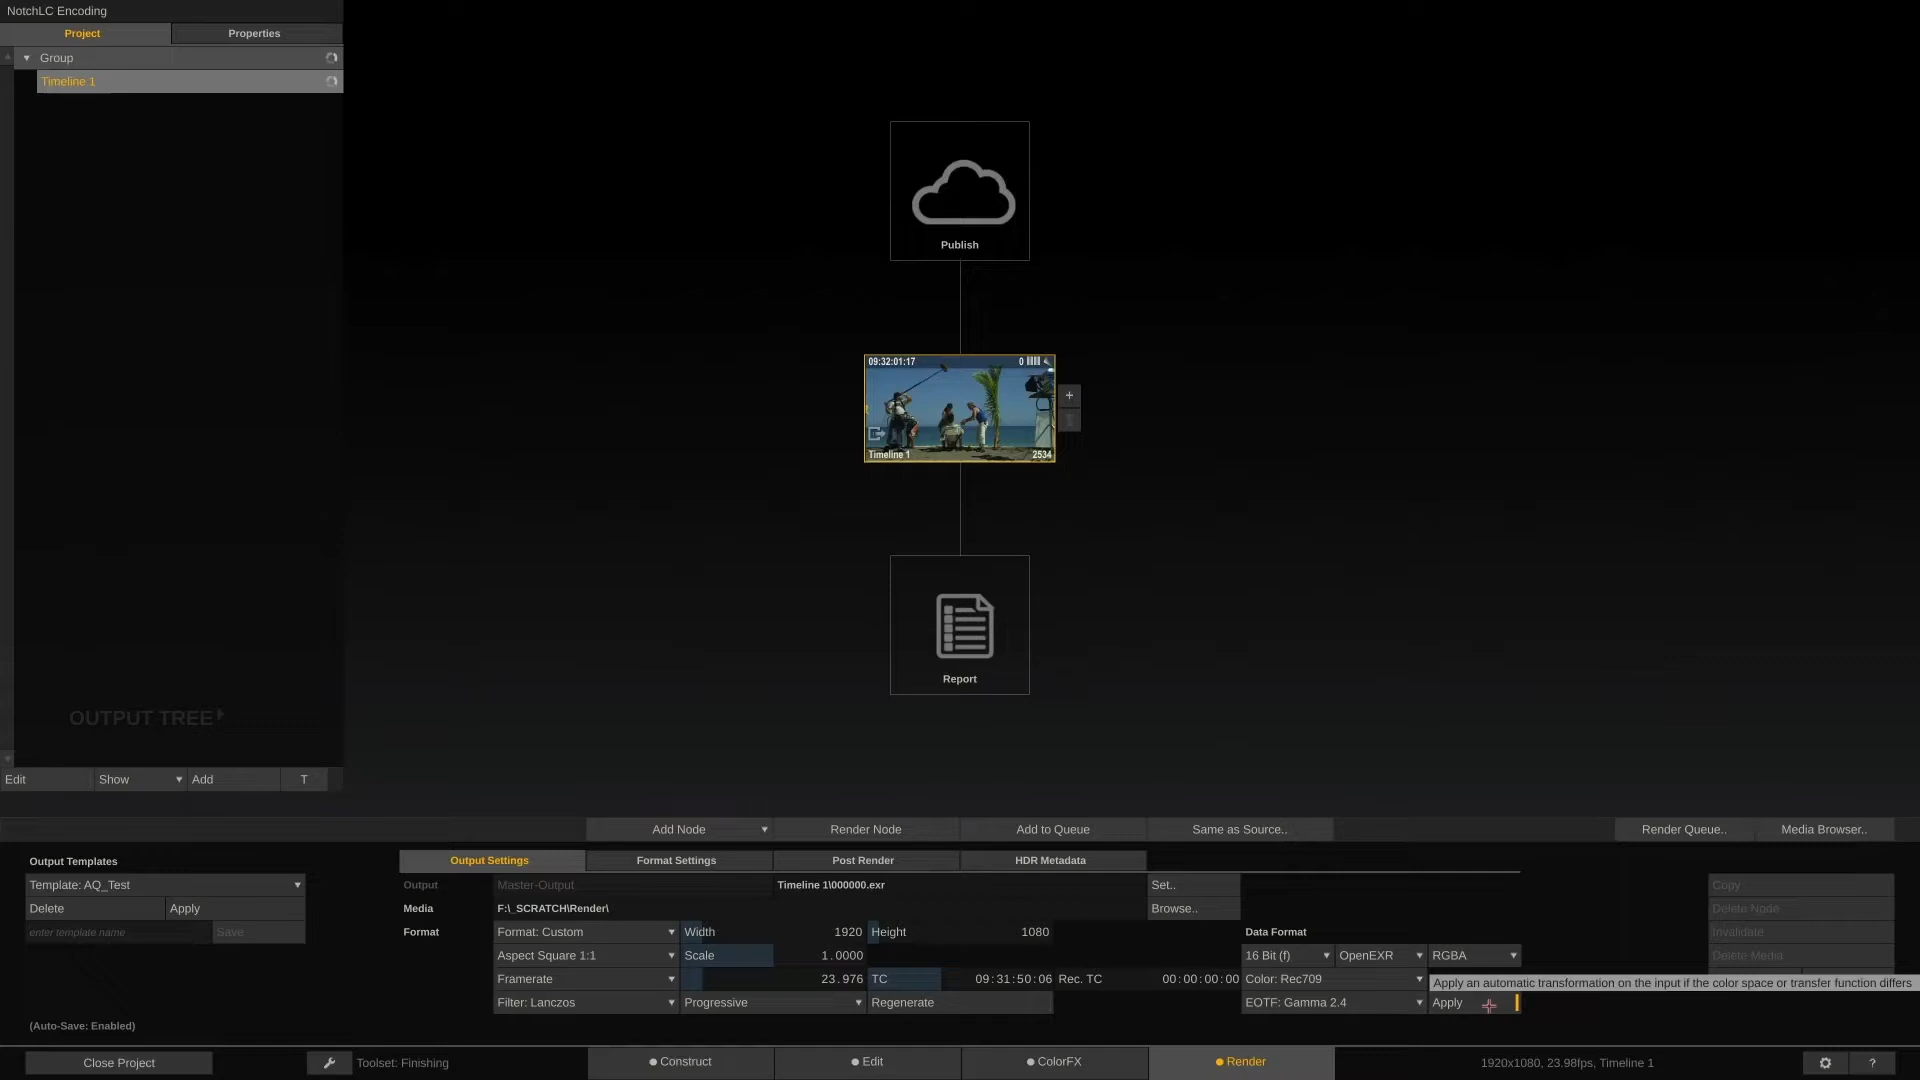 NotchLC Encoding
Project
Properties
Group
Timeline 1
Publish
09:32:01:17
0
Timeline 1
2534
+
Report
OUTPUT TREE
Edit
Show
Add
T
Add Node
Render Node
Add to Queue
Same as Source..
Render Queue..
Media Browser..
Output Templates
Template: AQ_Test
Delete
Apply
enter template name
Save
(Auto-Save: Enabled)
Output Settings
Format Settings
Post Render
HDR Metadata
Output
Master-Output
Timeline 1\000000.exr
Set..
Media
F:\_SCRATCH\Render\
Browse..
Format
Format: Custom
Width 1920
Height 1080
Data Format
Aspect Square 1:1
Scale 1.0000
16 Bit (f)
OpenEXR
RGBA
Framerate 23.976
TC 09:31:50:06
Rec. TC 00:00:00:00
Color: Rec709
Apply an automatic transformation on the input if the color space or transfer function differs
Filter: Lanczos
Progressive
Regenerate
EOTF: Gamma 2.4
Apply
Copy
Delete Node
Invalidate
Delete Media
Close Project
Toolset: Finishing
Construct
Edit
ColorFX
Render
1920x1080, 23.98fps, Timeline 1
?